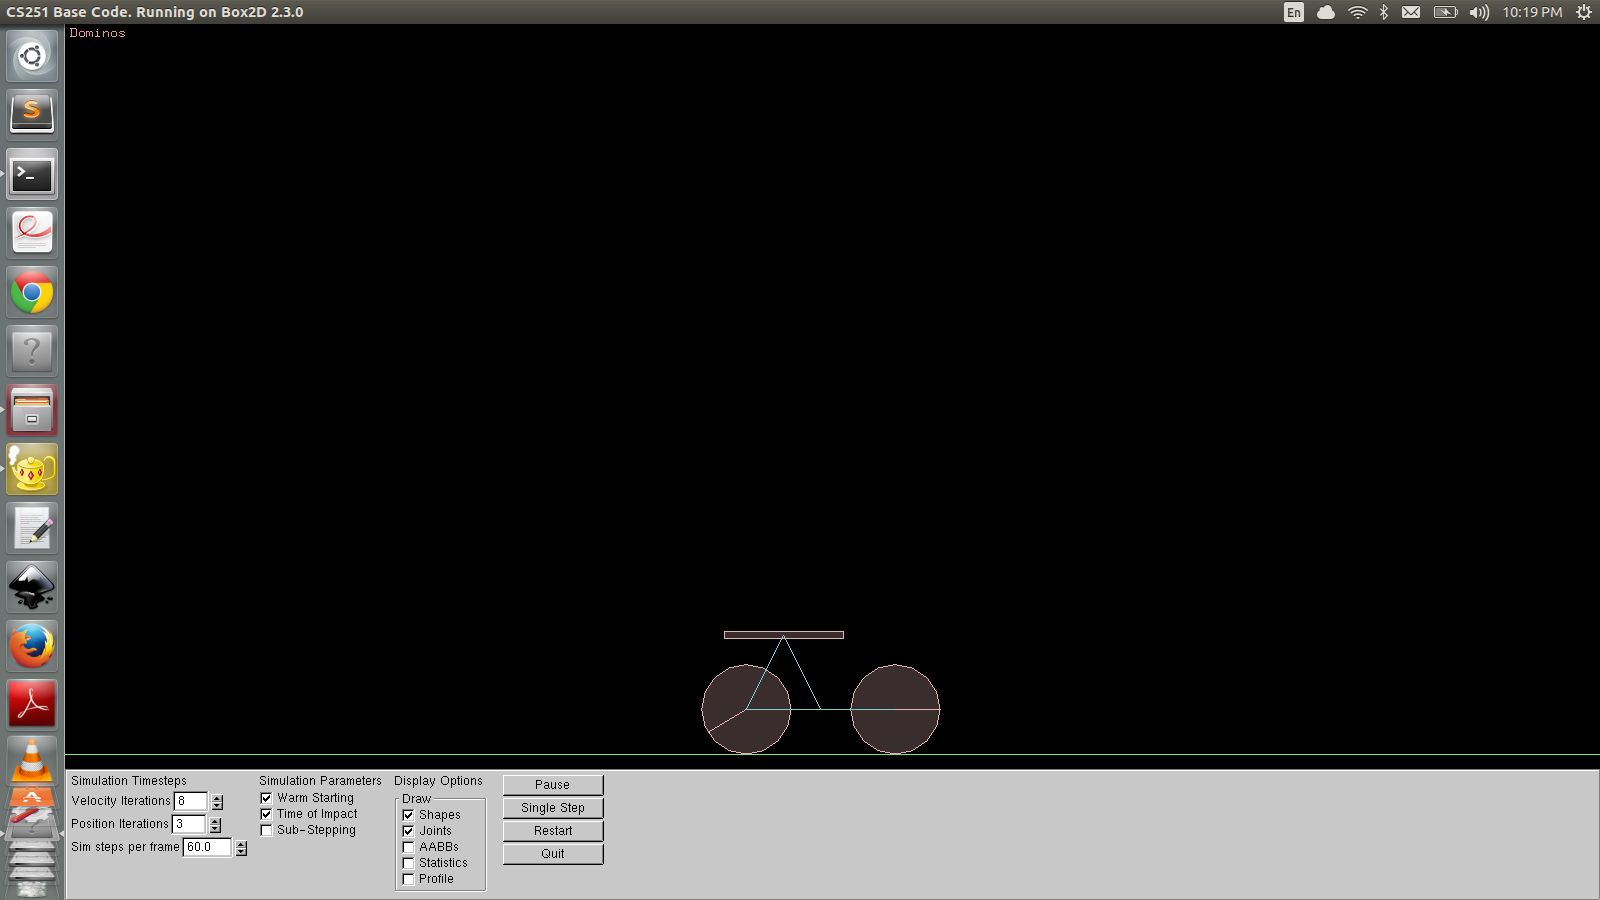 CS251 Base Code. Running on Box2D 2.3.0
En
10:19 PM
Dominos
S
>_
?
Simulation Timesteps
Velocity Iterations 8
Position Iterations 3
Sim steps per frame 60.0
Simulation Parameters
Warm Starting
Time of Impact
Sub-Stepping
Display Options
Draw
Shapes
Joints
AABBs
Statistics
Profile
Pause
Single Step
Restart
Quit